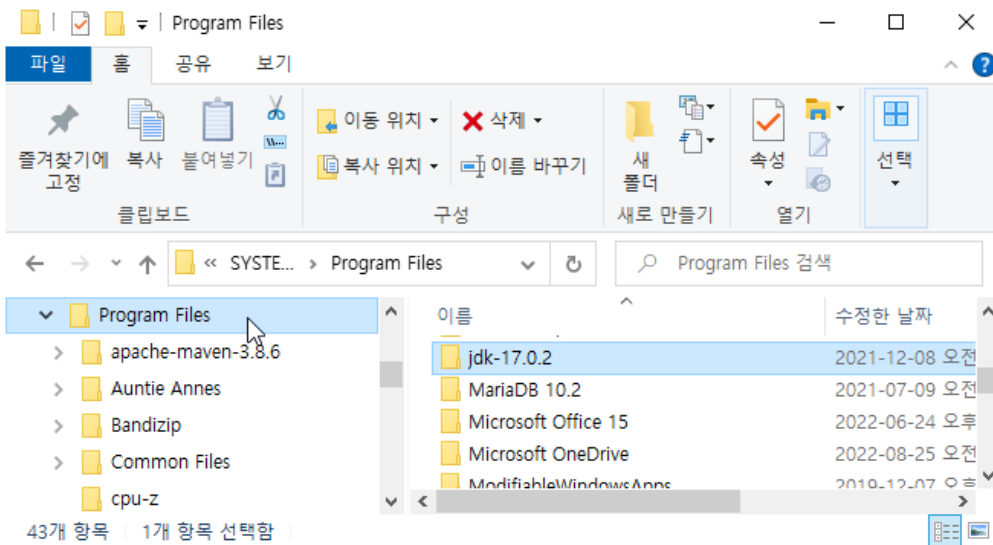 Program Files
파일 홈 공유 보기
즐겨찾기에 고정
복사
붙여넣기
이동 위치
복사 위치
삭제
이름 바꾸기
새 폴더
속성
선택
클립보드 구성 새로 만들기 열기
« SYSTE... › Program Files
Program Files 검색
Program Files
apache-maven-3.8.6
Auntie Annes
Bandizip
Common Files
cpu-z
이름 수정한 날짜
jdk-17.0.2 2021-12-08 오전
MariaDB 10.2 2021-07-09 오전
Microsoft Office 15 2022-06-24 오후
Microsoft OneDrive 2022-08-25 오전
ModifiableWindowsApps 2019-12-07 오후
43개 항목 1개 항목 선택함